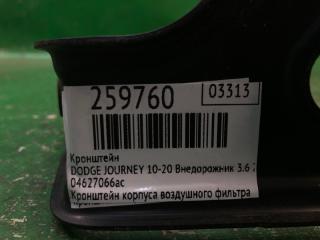 259760
03313
Кронштейн
DODGE JOURNEY 10-20 Внедорожник 3.6
04627066ac
Кронштейн корпуса воздушного фильтра